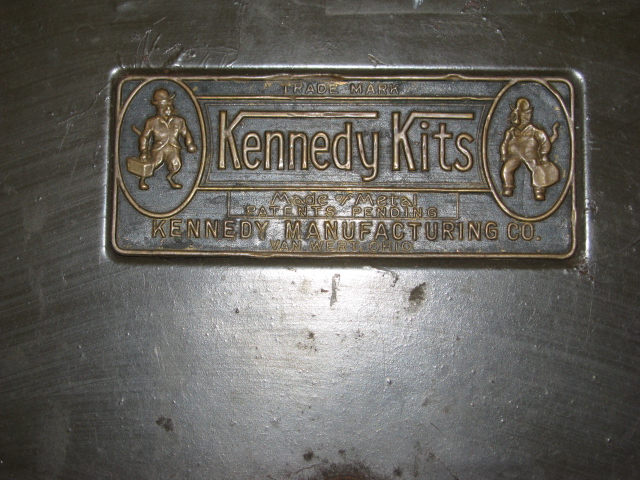 TRADE MARK
Kennedy Kits
Made of Metal
PATENTS PENDING
KENNEDY MANUFACTURING CO.
VAN WERT OHIO